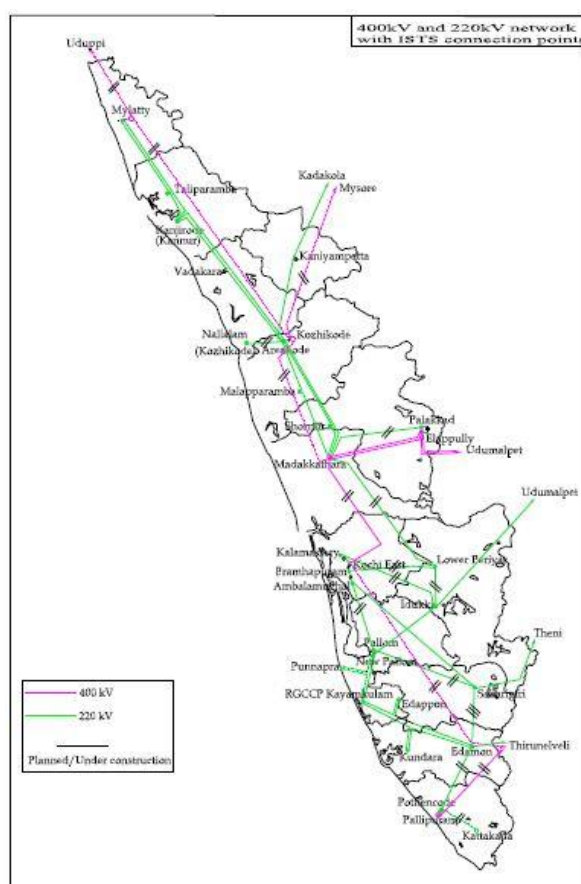 400kV and 220kV network
with ISTS connection points
Uduppi
Mylatty
Kadakola
Mysore
Taliparamba
Kanjirode
(Kannur)
Kaniyampetta
Vadakara
Nallalam
(Kozhikode)
Kozhikode
Areakode
Malapparamba
Palakkad
Elappully
Shornur
Madakkathara
Udumalpet
Udumalpet
Kalamassery
Kochi East
Lower Periyar
Bramhapuram
Ambalamughal
Idukki
Theni
Pallom
New Pallom
Punnapra
Sabarigiri
RGCCP Kayamkulam
Edappon
Edamon
Thirunelveli
Kundara
Pothencode
Pallipuram
Kattakada
400 kV
220 kV
Planned/Under construction